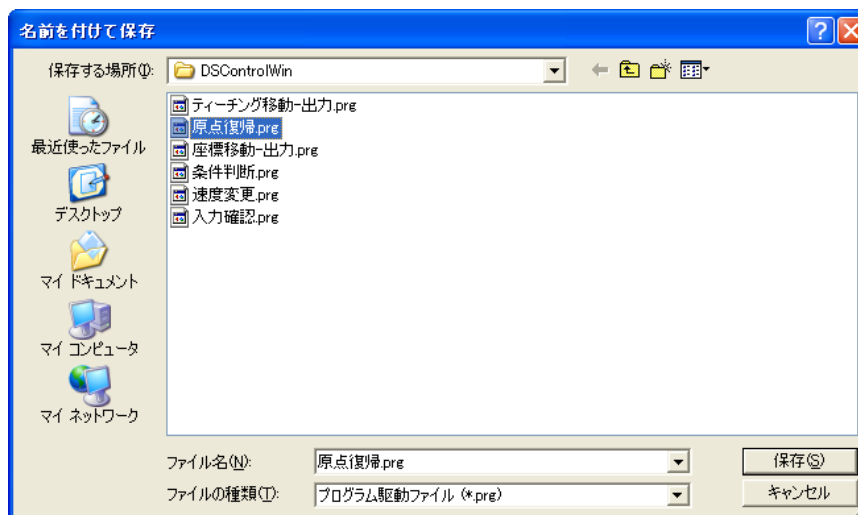 名前を付けて保存
保存する場所(I):
DSControlWin
最近使ったファイル
デスクトップ
マイ ドキュメント
マイ コンピュータ
マイ ネットワーク
ティーチング移動-出力.prg
原点復帰.prg
座標移動-出力.prg
条件判断.prg
速度変更.prg
入力確認.prg
ファイル名(N):
原点復帰.prg
保存(S)
ファイルの種類(T):
プログラム駆動ファイル (*.prg)
キャンセル